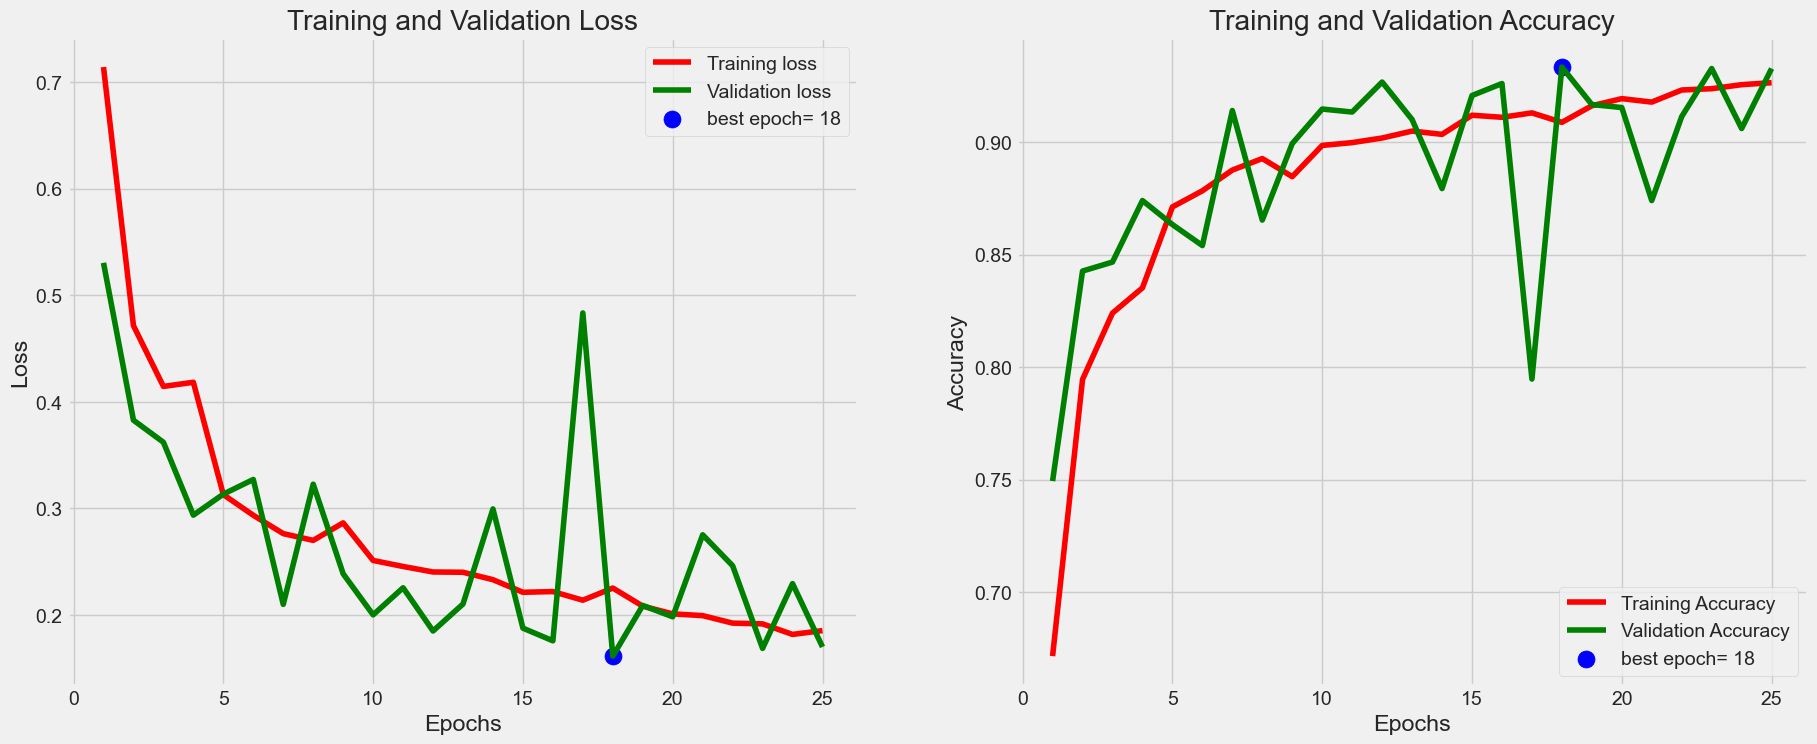 Training and Validation Loss
Training loss
Validation loss
best epoch= 18
0.7
0.6
0.5
0.4
0.3
0.2
Loss
0
5
10
15
20
25
Epochs
Training and Validation Accuracy
0.90
0.85
0.80
0.75
0.70
Accuracy
Training Accuracy
Validation Accuracy
best epoch= 18
0
5
10
15
20
25
Epochs